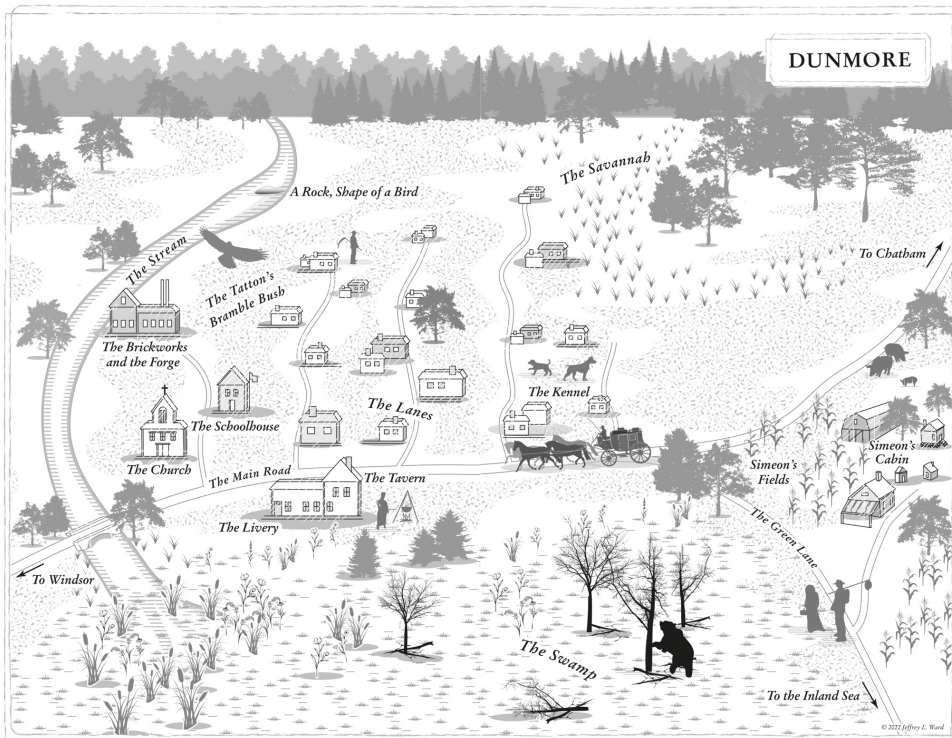 DUNMORE
The Savannah
A Rock, Shape of a Bird
To Chatham
The Stream
The Tatton's
Bramble Bush
The Brickworks
and the Forge
The Kennel
The Lanes
The Schoolhouse
The Church
Simeon's
Cabin
Simeon's
Fields
The Main Road
The Tavern
The Livery
The Green Lane
To Windsor
The Swamp
To the Inland Sea
© 2022 Jeffrey L. Ward